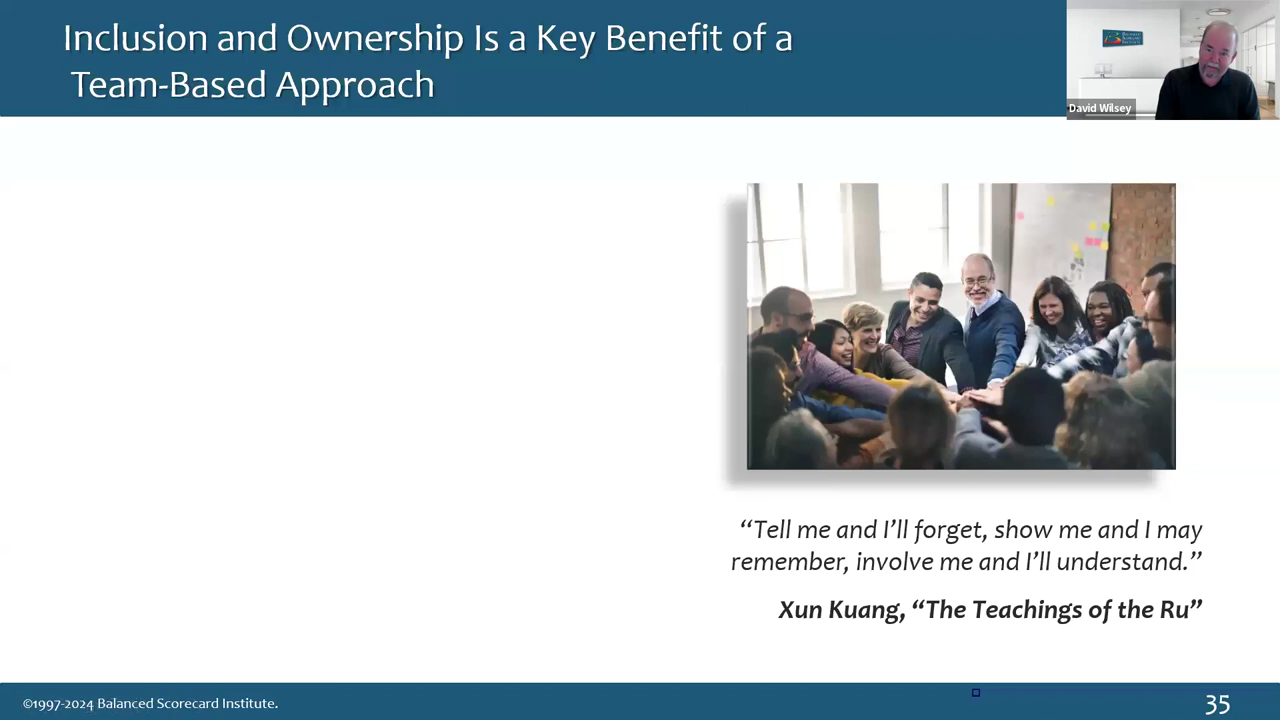 Inclusion and Ownership Is a Key Benefit of a
Team-Based Approach
David Wilsey
“Tell me and I’ll forget, show me and I may
remember, involve me and I’ll understand.”
Xun Kuang, “The Teachings of the Ru”
©1997-2024 Balanced Scorecard Institute.
35